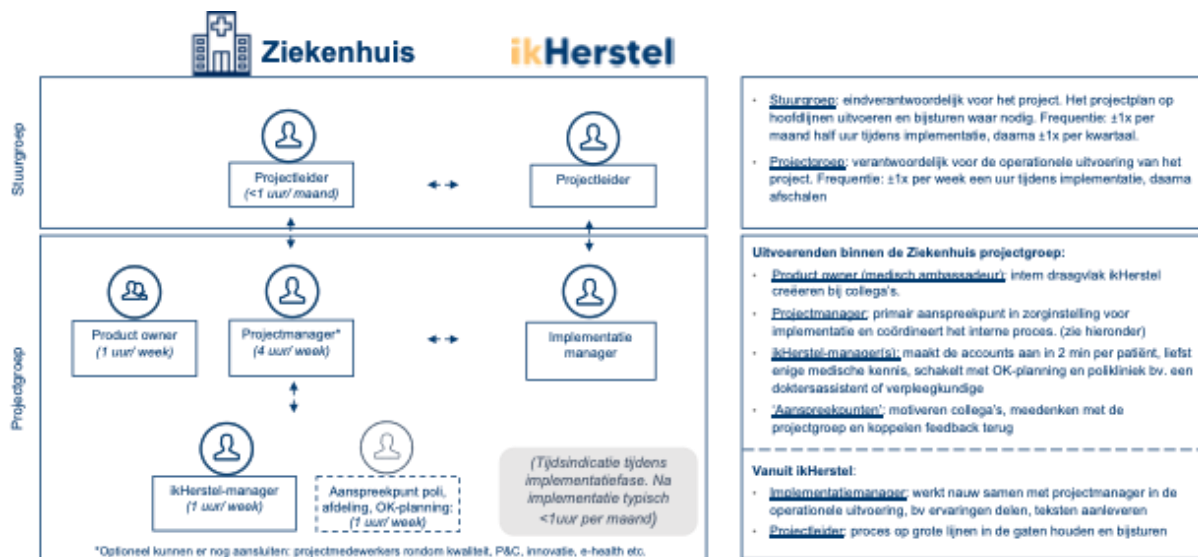 Ziekenhuis
ikHerstel
Stuurgroep
Projectleider
(<1 uur/ maand)
Projectleider
Projectgroep
Product owner
(1 uur/ week)
Projectmanager*
(4 uur/ week)
Implementatie
manager
ikHerstel-manager
(1 uur/ week)
Aanspreekpunt poli,
afdeling, OK-planning:
(1 uur/ week)
(Tijdsindicatie tijdens
implementatiefase. Na
implementatie typisch
<1uur per maand)
*Optioneel kunnen er nog aansluiten: projectmedewerkers rondom kwaliteit, P&C, innovatie, e-health etc.
• Stuurgroep: eindverantwoordelijk voor het project. Het projectplan op
hoofdlijnen uitvoeren en bijsturen waar nodig. Frequentie: ±1x per
maand half uur tijdens implementatie, daarna ±1x per kwartaal.
• Projectgroep: verantwoordelijk voor de operationele uitvoering van het
project. Frequentie: ±1x per week een uur tijdens implementatie, daarna
afschalen
Uitvoerenden binnen de Ziekenhuis projectgroep:
• Product owner (medisch ambassadeur): intern draagvlak ikHerstel
creëeren bij collega's.
• Projectmanager: primair aanspreekpunt in zorginstelling voor
implementatie en coördineert het interne proces. (zie hieronder)
• ikHerstel-manager(s): maakt de accounts aan in 2 min per patiënt, liefst
enige medische kennis, schakelt met OK-planning en polikliniek bv. een
doktersassistent of verpleegkundige
• 'Aanspreekpunten': motiveren collega's, meedenken met de
projectgroep en koppelen feedback terug
Vanuit ikHerstel:
• Implementatiemanager: werkt nauw samen met projectmanager in de
operationele uitvoering, bv ervaringen delen, teksten aanleveren
• Projectleider: proces op grote lijnen in de gaten houden en bijsturen